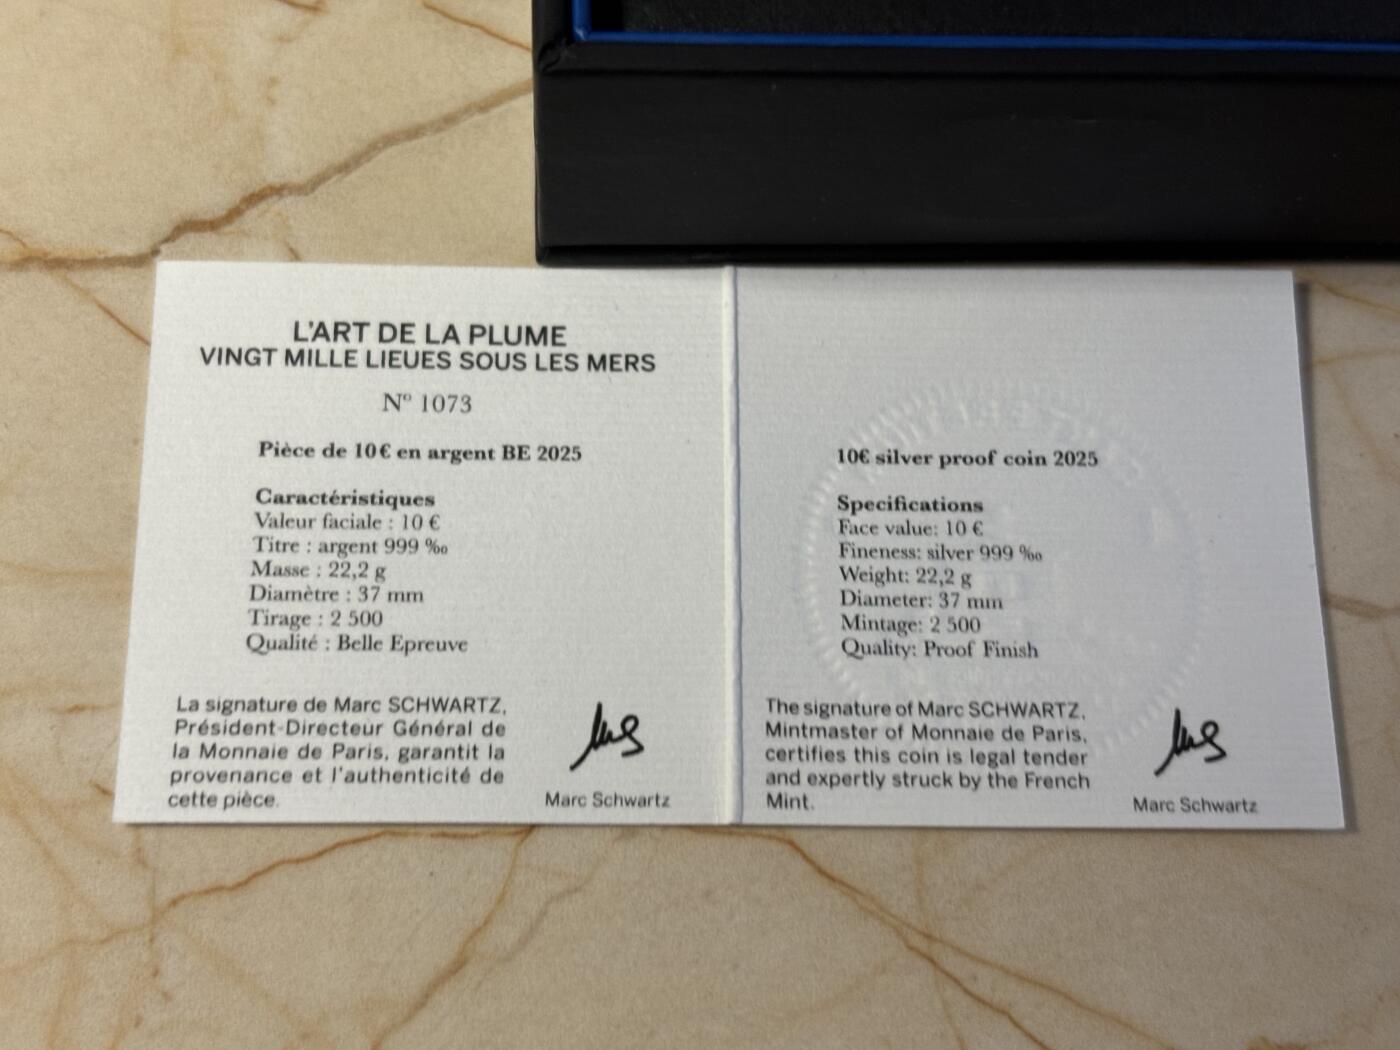 L'ART DE LA PLUME
VINGT MILLE LIEUES SOUS LES MERS
Nº 1073
Pièce de 10€ en argent BE 2025
Caractéristiques
Valeur faciale : 10 €
Titre : argent 999 ‰
Masse : 22,2 g
Diamètre : 37 mm
Tirage : 2 500
Qualité : Belle Epreuve
La signature de Marc SCHWARTZ,
Président-Directeur Général de
la Monnaie de Paris, garantit la
provenance et l'authenticité de
cette pièce.
Marc Schwartz
10€ silver proof coin 2025
Specifications
Face value: 10 €
Fineness: silver 999 ‰
Weight: 22,2 g
Diameter: 37 mm
Mintage: 2 500
Quality: Proof Finish
The signature of Marc SCHWARTZ,
Mintmaster of Monnaie de Paris,
certifies this coin is legal tender
and expertly struck by the French
Mint.
Marc Schwartz